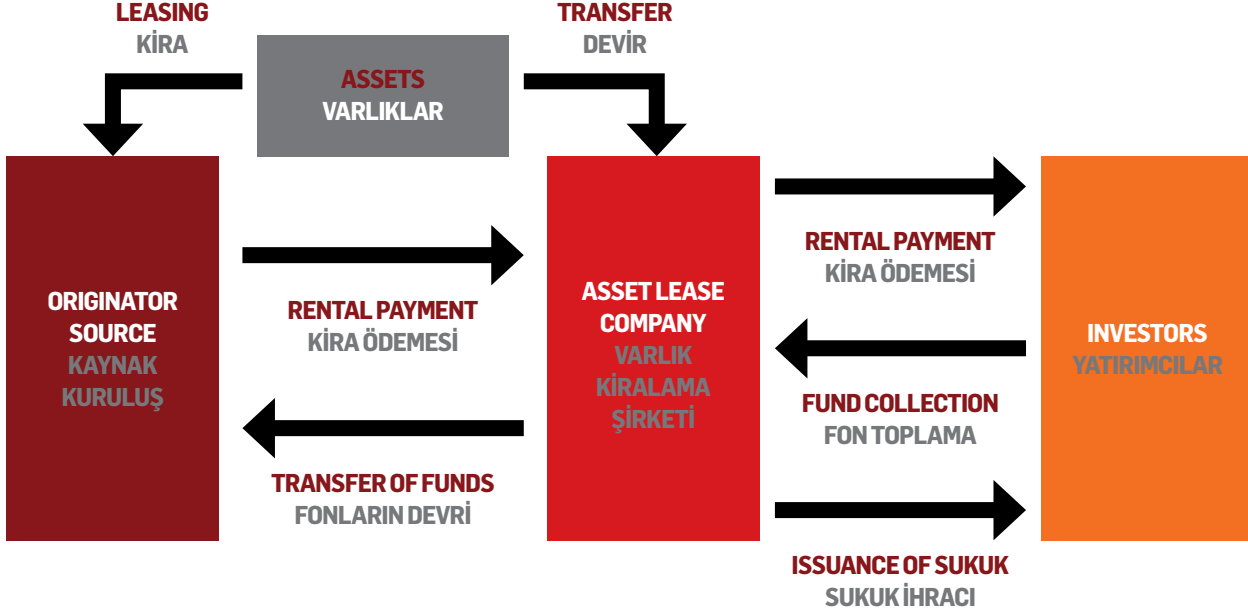 LEASING
KİRA
TRANSFER
DEVİR
ASSETS
VARLIKLAR
ORIGINATOR
SOURCE
KAYNAK
KURULUŞ
RENTAL PAYMENT
KİRA ÖDEMESİ
TRANSFER OF FUNDS
FONLARIN DEVRİ
ASSET LEASE
COMPANY
VARLIK
KİRALAMA
ŞİRKETİ
RENTAL PAYMENT
KİRA ÖDEMESİ
FUND COLLECTION
FON TOPLAMA
ISSUANCE OF SUKUK
SUKUK İHRACI
INVESTORS
YATIRIMCILAR